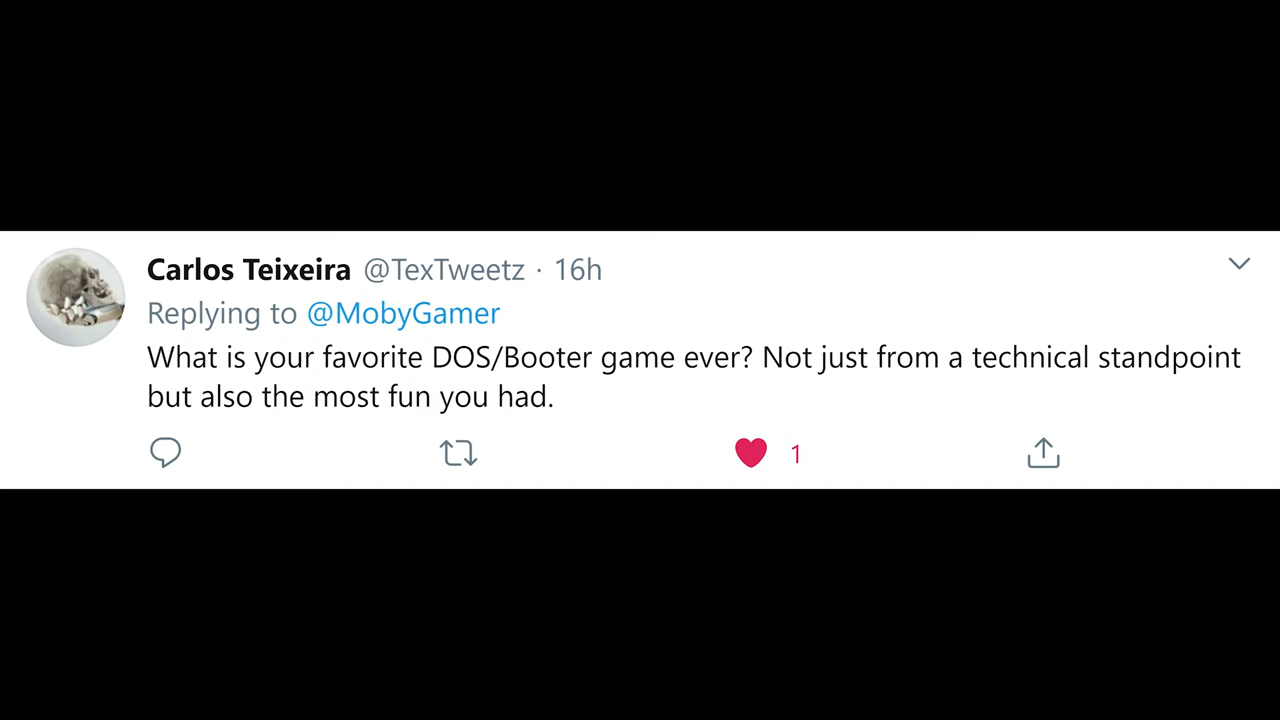 Carlos Teixeira @TexTweetz · 16h
Replying to @MobyGamer
What is your favorite DOS/Booter game ever? Not just from a technical standpoint
but also the most fun you had.
1